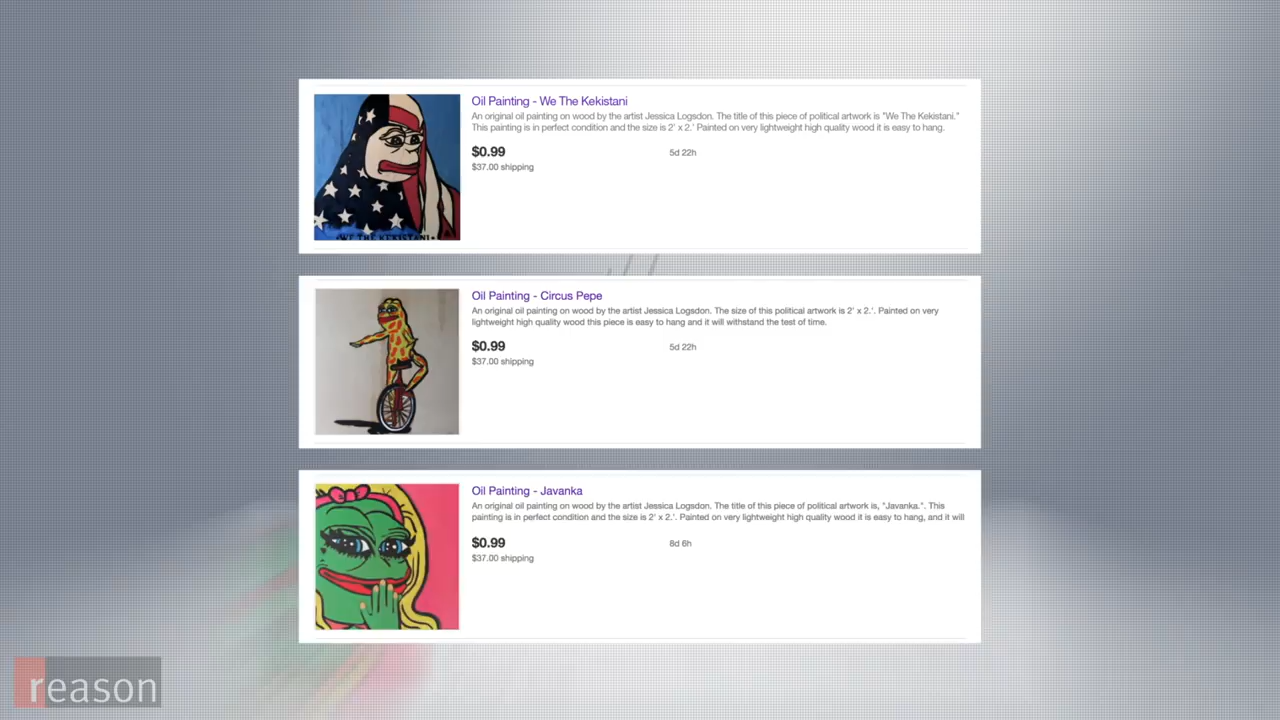 Oil Painting - We The Kekistani
An original oil painting on wood by the artist Jessica Logsdon. The title of this piece of political artwork is "We The Kekistani."
This painting is in perfect condition and the size is 2' x 2.' Painted on very lightweight high quality wood it is easy to hang.
$0.99
5d 22h
$37.00 shipping
WE THE KEKISTANI
Oil Painting - Circus Pepe
An original oil painting on wood by the artist Jessica Logsdon. The size of this political artwork is 2' x 2.'. Painted on very
lightweight high quality wood this piece is easy to hang and it will withstand the test of time.
$0.99
5d 22h
$37.00 shipping
Oil Painting - Javanka
An original oil painting on wood by the artist Jessica Logsdon. The title of this piece of political artwork is, "Javanka.". This
painting is in perfect condition and the size is 2' x 2.'. Painted on very lightweight high quality wood it is easy to hang, and it will
$0.99
8d 6h
$37.00 shipping
reason